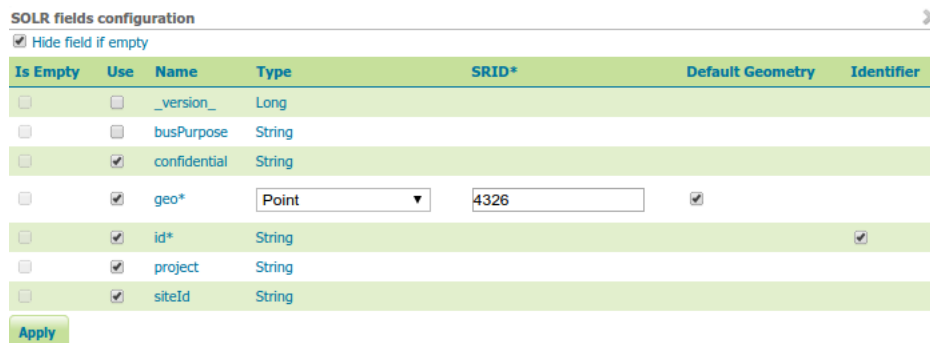 SOLR fields configuration
Hide field if empty
Is Empty Use Name Type SRID* Default Geometry Identifier
_version_ Long
busPurpose String
confidential String
geo* Point 4326
id* String
project String
siteId String
Apply